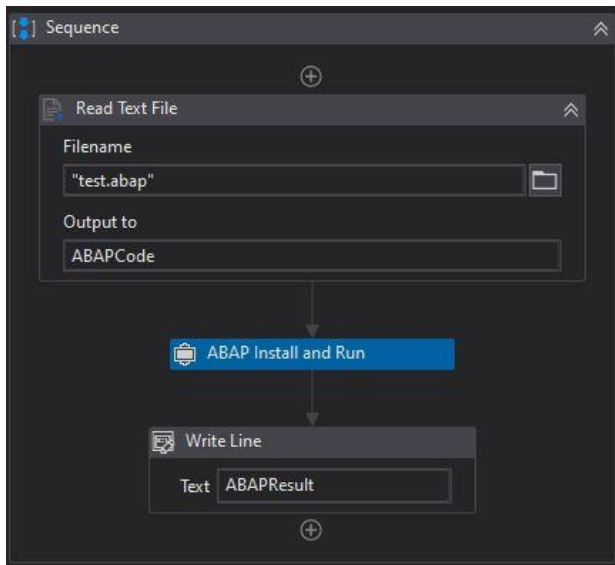 Sequence
Read Text File
Filename
"test.abap"
Output to
ABAPCode
ABAP Install and Run
Write Line
Text ABAPResult